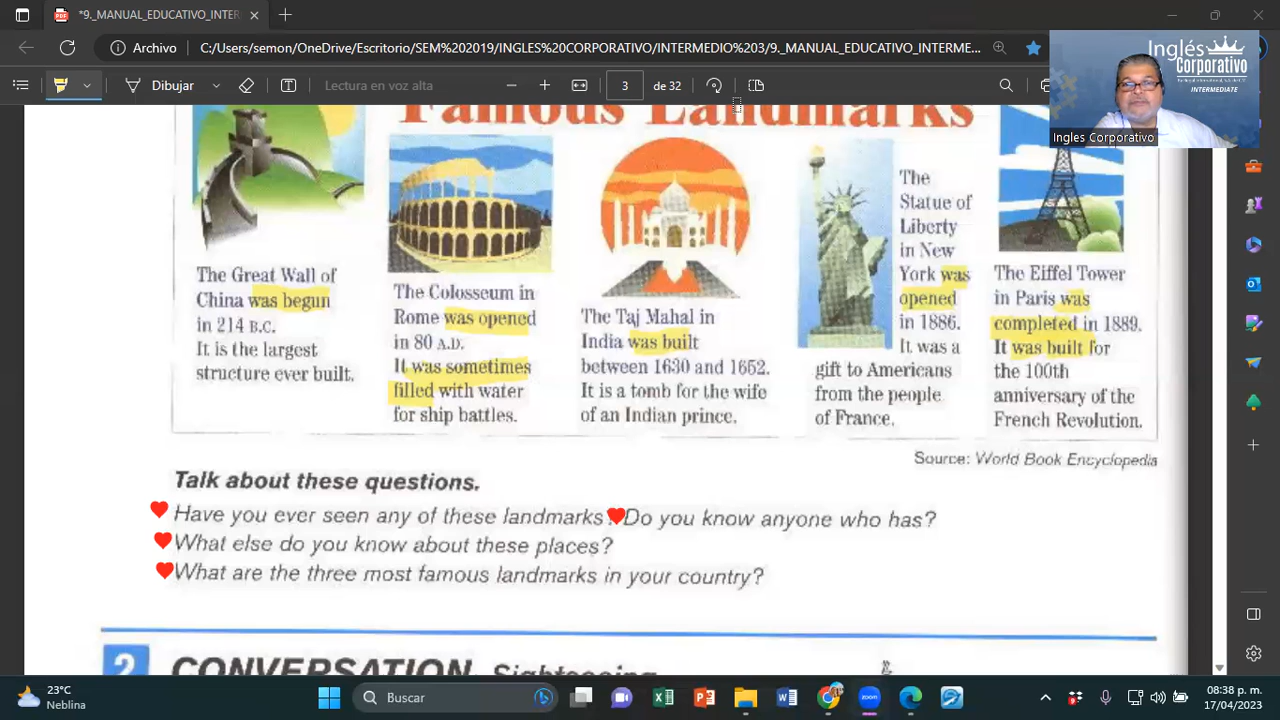 *9._MANUAL_EDUCATIVO_INTER
Archivo
C:/Users/semon/OneDrive/Escritorio/SEM%202019/INGLES%20CORPORATIVO/INTERMEDIO%203/9._MANUAL_EDUCATIVO_INTERME...
Dibujar
Lectura en voz alta
3
de 32
Inglés
Corporativo
INTERMEDIATE
Ingles Corporativo
Famous Landmarks
The Great Wall of
China was begun
in 214 B.C.
It is the largest
structure ever built.
The Colosseum in
Rome was opened
in 80 A.D.
It was sometimes
filled with water
for ship battles.
The Taj Mahal in
India was built
between 1630 and 1652.
It is a tomb for the wife
of an Indian prince.
The
Statue of
Liberty
in New
York was
opened
in 1886.
It was a
gift to Americans
from the people
of France.
The Eiffel Tower
in Paris was
completed in 1889.
It was built for
the 100th
anniversary of the
French Revolution.
Source: World Book Encyclopedia
Talk about these questions.
Have you ever seen any of these landmarks? Do you know anyone who has?
What else do you know about these places?
What are the three most famous landmarks in your country?
2 CONVERSATION Sightseeing
23°C
Neblina
Buscar
08:38 p. m.
17/04/2023